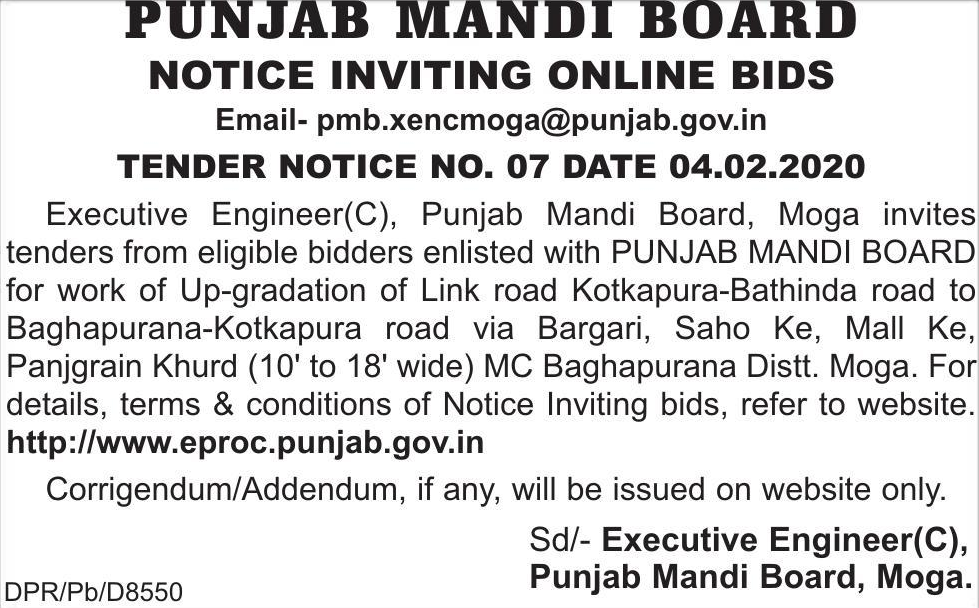 PUNJAB MANDI BOARD
NOTICE INVITING ONLINE BIDS
Email- pmb.xencmoga@punjab.gov.in
TENDER NOTICE NO. 07 DATE 04.02.2020
Executive Engineer(C), Punjab Mandi Board, Moga invites
tenders from eligible bidders enlisted with PUNJAB MANDI BOARD
for work of Up-gradation of Link road Kotkapura-Bathinda road to
Baghapurana-Kotkapura road via Bargari, Saho Ke, Mall Ke,
Panjgrain Khurd (10' to 18' wide) MC Baghapurana Distt. Moga. For
details, terms & conditions of Notice Inviting bids, refer to website.
http://www.eproc.punjab.gov.in
Corrigendum/Addendum, if any, will be issued on website only.
Sd/- Executive Engineer(C),
Punjab Mandi Board, Moga.
DPR/Pb/D8550